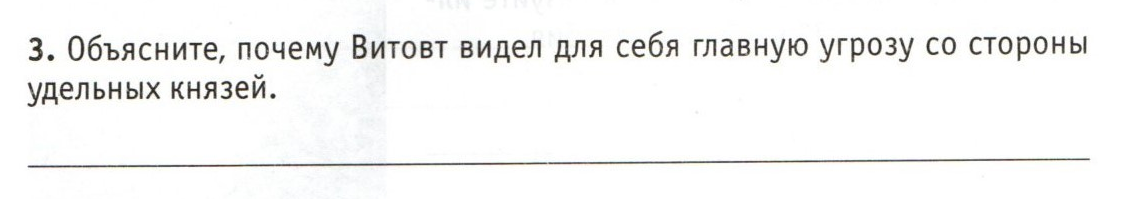 3. Объясните, почему Витовт видел для себя главную угрозу со стороны
удельных князей.